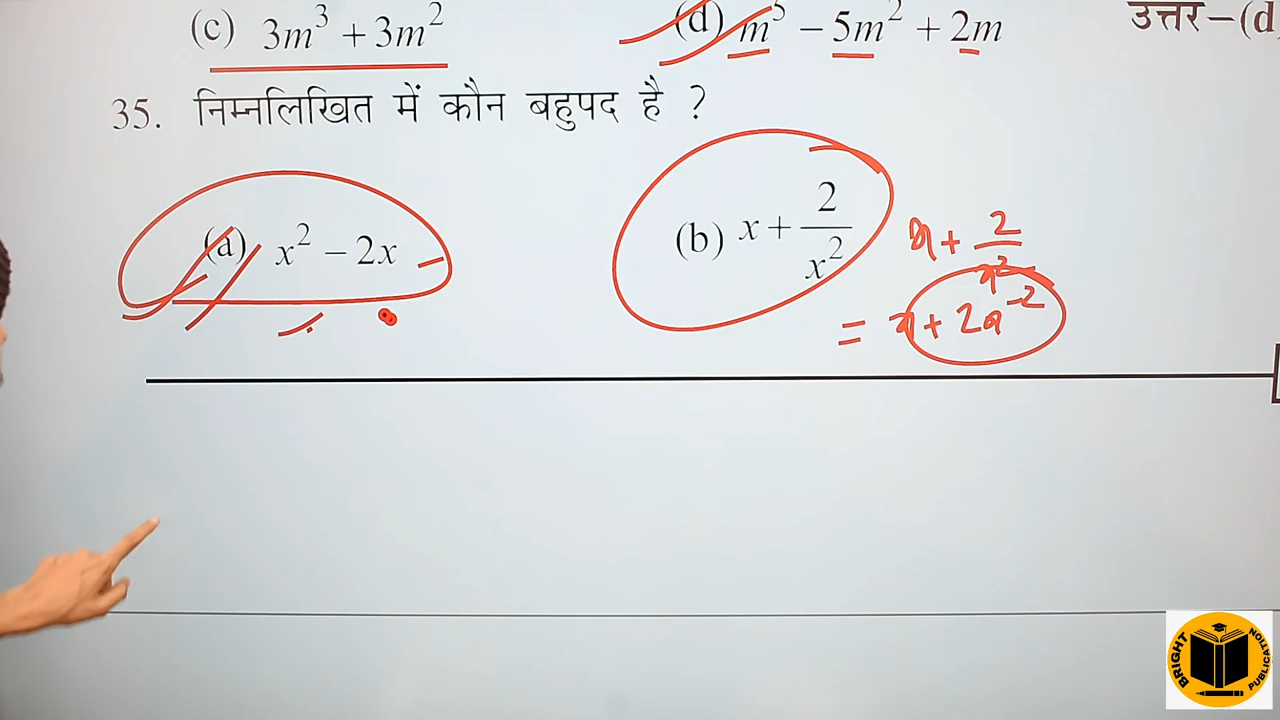 (c) 3m³ + 3m² (d) m⁵ – 5m² + 2m उत्तर–(d
35. निम्नलिखित में कौन बहुपद है ?
(a) x² – 2x (b) x + 2/x²
x + 2/x²
= x + 2x⁻²
BRIGHT PUBLICATION